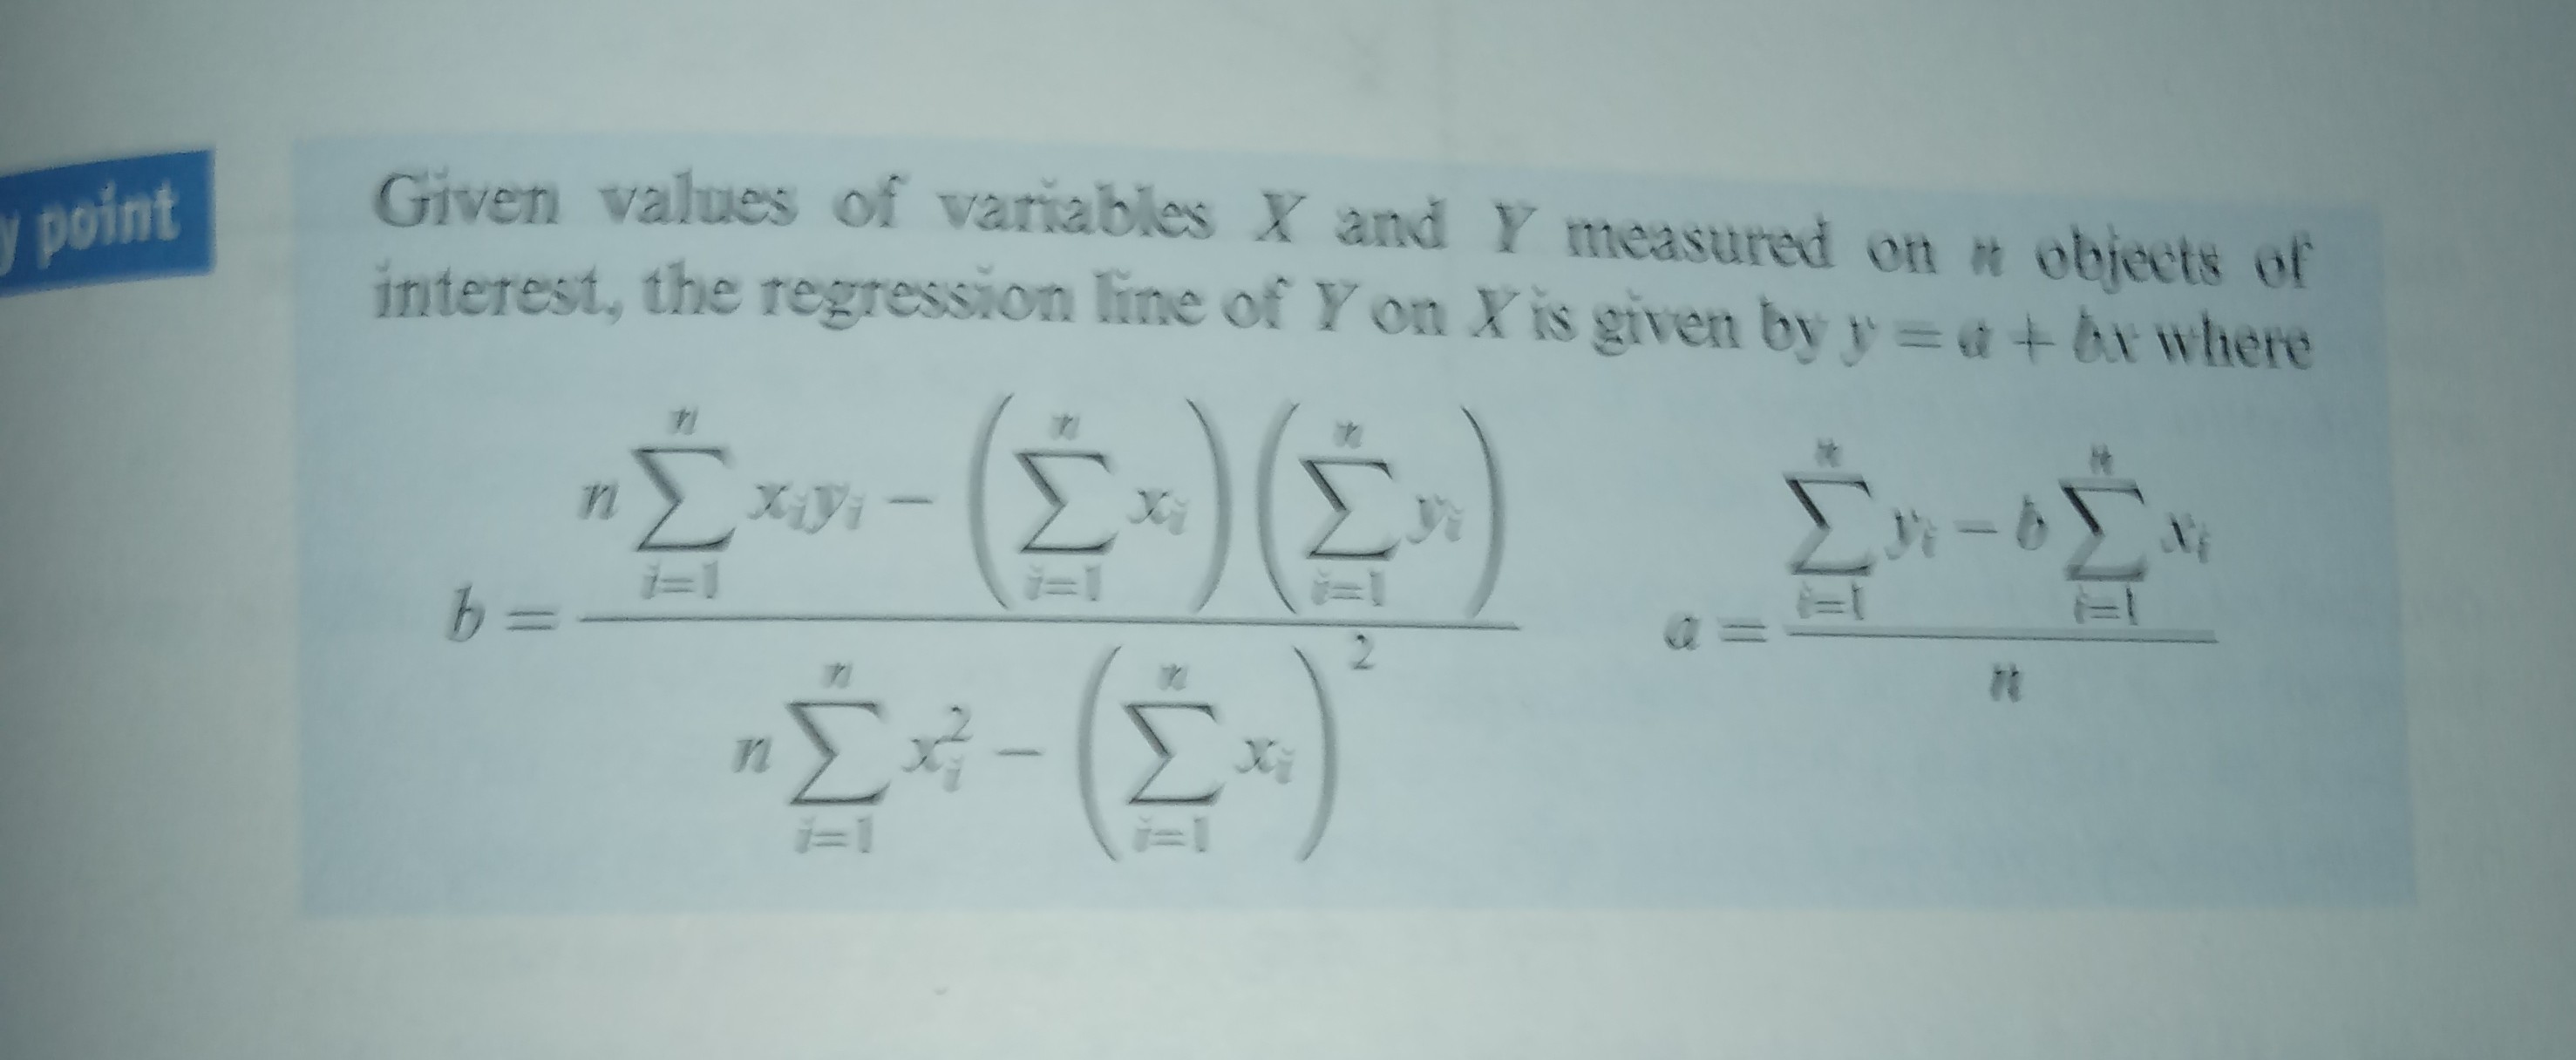 y point
Given values of variables X and Y measured on n objects of
interest, the regression line of Y on X is given by y = a + bx where
b = \frac{n\sum_{i=1}^{n} x_i y_i - \left(\sum_{i=1}^{n} x_i\right)\left(\sum_{i=1}^{n} y_i\right)}{n\sum_{i=1}^{n} x_i^2 - \left(\sum_{i=1}^{n} x_i\right)^2} a = \frac{\sum_{i=1}^{n} y_i - b\sum_{i=1}^{n} x_i}{n}